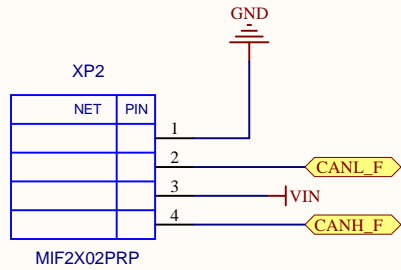 GND
XP2
NET PIN
1
2 CANL_F
3 VIN
4 CANH_F
MIF2X02PRP